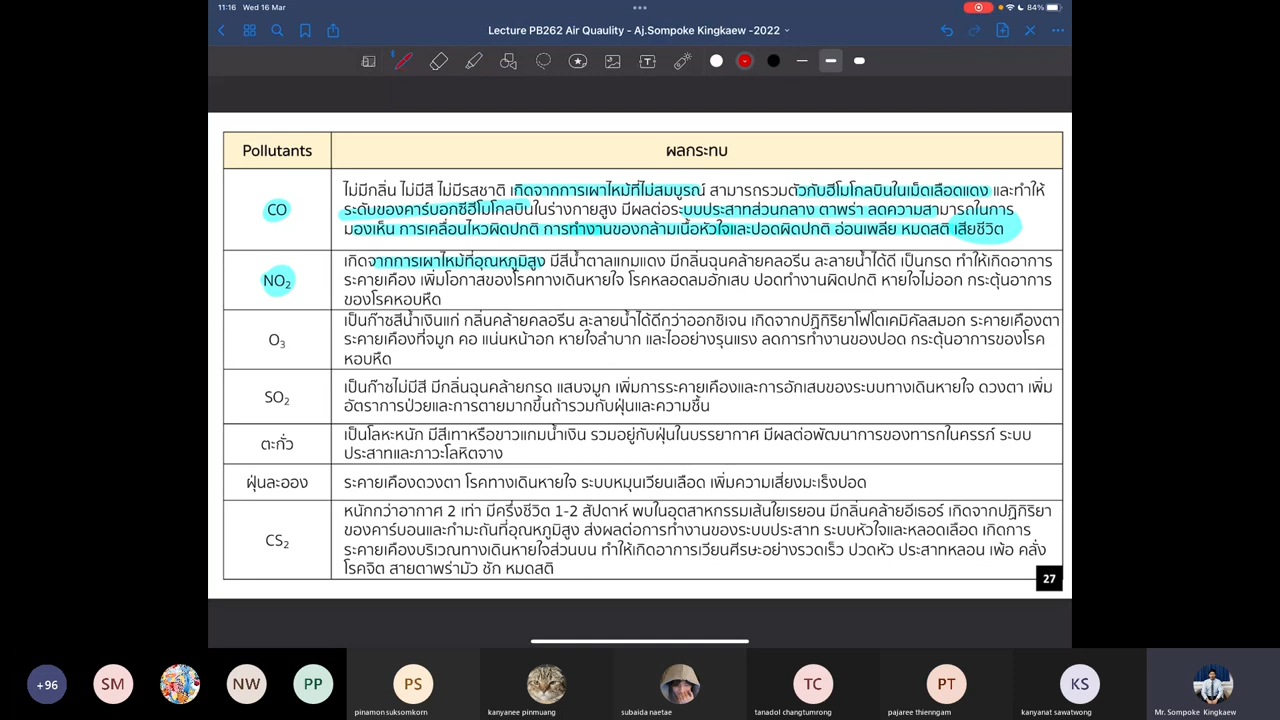 11:16 Wed 16 Mar
84%
Lecture PB262 Air Quaulity - Aj.Sompoke Kingkaew -2022
Pollutants ผลกระทบ
CO
ไม่มีกลิ่น ไม่มีสี ไม่มีรสชาติ เกิดจากการเผาไหม้ที่ไม่สมบูรณ์ สามารถรวมตัวกับฮีโมโกลบินในเม็ดเลือดแดง และทำให้
ระดับของคาร์บอกซีฮีโมโกลบินในร่างกายสูง มีผลต่อระบบประสาทส่วนกลาง ตาพร่า ลดความสามารถในการ
มองเห็น การเคลื่อนไหวผิดปกติ การทำงานของกล้ามเนื้อหัวใจและปอดผิดปกติ อ่อนเพลีย หมดสติ เสียชีวิต
NO2
เกิดจากการเผาไหม้ที่อุณหภูมิสูง มีสีน้ำตาลแกมแดง มีกลิ่นฉุนคล้ายคลอรีน ละลายน้ำได้ดี เป็นกรด ทำให้เกิดอาการ
ระคายเคือง เพิ่มโอกาสของโรคทางเดินหายใจ โรคหลอดลมอักเสบ ปอดทำงานผิดปกติ หายใจไม่ออก กระตุ้นอาการ
ของโรคหอบหืด
O3
เป็นก๊าซสีน้ำเงินแก่ กลิ่นคล้ายคลอรีน ละลายน้ำได้ดีกว่าออกซิเจน เกิดจากปฏิกิริยาโฟโตเคมิคัลสมอก ระคายเคืองตา
ระคายเคืองที่จมูก คอ แน่นหน้าอก หายใจลำบาก และไออย่างรุนแรง ลดการทำงานของปอด กระตุ้นอาการของโรค
หอบหืด
SO2
เป็นก๊าซไม่มีสี มีกลิ่นฉุนคล้ายกรด แสบจมูก เพิ่มการระคายเคืองและการอักเสบของระบบทางเดินหายใจ ดวงตา เพิ่ม
อัตราการป่วยและการตายมากขึ้นถ้ารวมกับฝุ่นและความชื้น
ตะกั่ว
เป็นโลหะหนัก มีสีเทาหรือขาวแกมน้ำเงิน รวมอยู่กับฝุ่นในบรรยากาศ มีผลต่อพัฒนาการของทารกในครรภ์ ระบบ
ประสาทและภาวะโลหิตจาง
ฝุ่นละออง
ระคายเคืองดวงตา โรคทางเดินหายใจ ระบบหมุนเวียนเลือด เพิ่มความเสี่ยงมะเร็งปอด
CS2
หนักกว่าอากาศ 2 เท่า มีครึ่งชีวิต 1-2 สัปดาห์ พบในอุตสาหกรรมเส้นใยเรยอน มีกลิ่นคล้ายอีเธอร์ เกิดจากปฏิกิริยา
ของคาร์บอนและกำมะถันที่อุณหภูมิสูง ส่งผลต่อการทำงานของระบบประสาท ระบบหัวใจและหลอดเลือด เกิดการ
ระคายเคืองบริเวณทางเดินหายใจส่วนบน ทำให้เกิดอาการเวียนศีรษะอย่างรวดเร็ว ปวดหัว ประสาทหลอน เพ้อ คลั่ง
โรคจิต สายตาพร่ามัว ชัก หมดสติ
27
+96 SM NW PP PS TC PT KS
pinamon suksomkorn kanyanee pinmuang subaida naetae tanadol changtumrong pajaree thienngam kanyanat sawatwong Mr. Sompoke Kingkaew